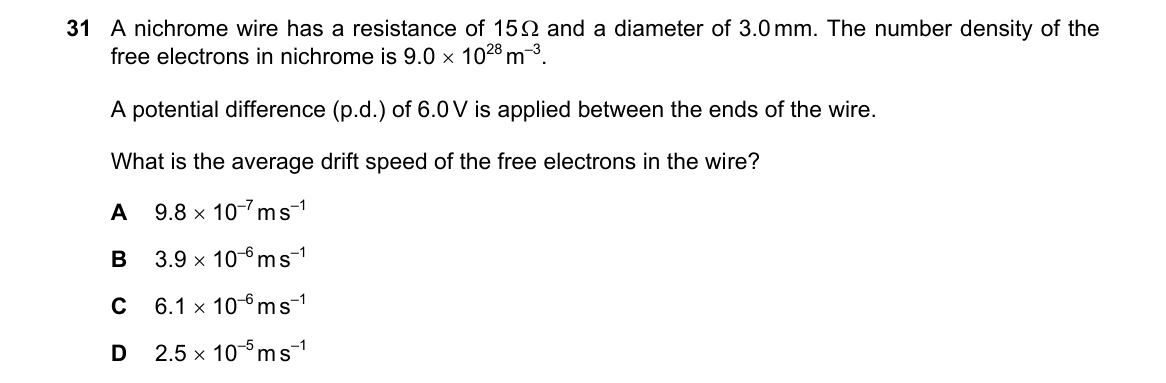 31 A nichrome wire has a resistance of 15 Ω and a diameter of 3.0 mm. The number density of the
free electrons in nichrome is 9.0 × 10²⁸ m⁻³.
A potential difference (p.d.) of 6.0 V is applied between the ends of the wire.
What is the average drift speed of the free electrons in the wire?
A 9.8 × 10⁻⁷ m s⁻¹
B 3.9 × 10⁻⁶ m s⁻¹
C 6.1 × 10⁻⁶ m s⁻¹
D 2.5 × 10⁻⁵ m s⁻¹